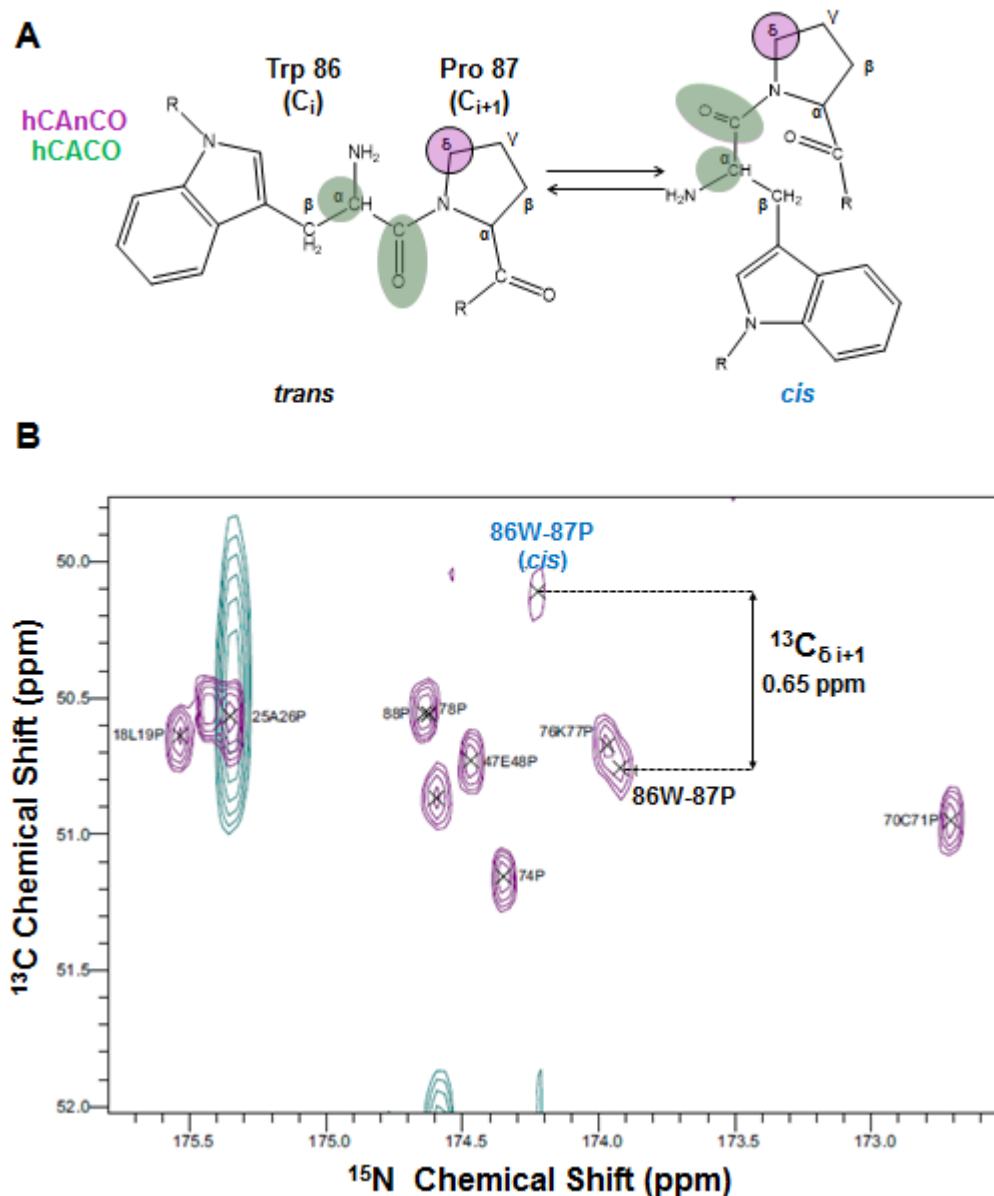 A
hCAnCO
hCACO
Trp 86
(Ci)
Pro 87
(Ci+1)
R
N
NH2
α
CH
β
C
H2
C
O
N
δ
γ
β
α
C
O
R
trans
δ
γ
β
N
α
O
C
C
O
R
α
CH
H2N
β
CH2
N
R
cis
B
86W-87P
(cis)
13Cδ i+1
0.65 ppm
18L19P
25A26P
88P
78P
47E48P
76K77P
86W-87P
74P
70C71P
50.0
50.5
51.0
51.5
52.0
13C Chemical Shift (ppm)
175.5
175.0
174.5
174.0
173.5
173.0
15N Chemical Shift (ppm)